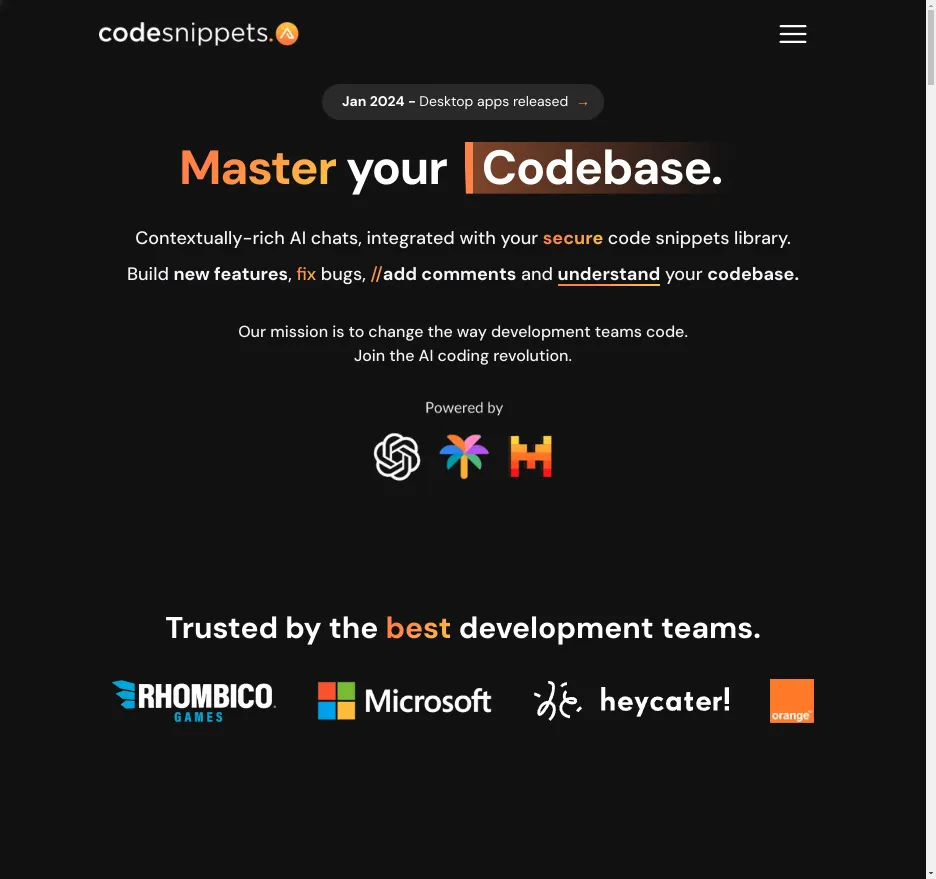 codesnippets.
Jan 2024 - Desktop apps released →
Master your Codebase.
Contextually-rich AI chats, integrated with your secure code snippets library.
Build new features, fix bugs, //add comments and understand your codebase.
Our mission is to change the way development teams code.
Join the AI coding revolution.
Powered by
Trusted by the best development teams.
RHOMBICO
GAMES
Microsoft
heycater!
orange™